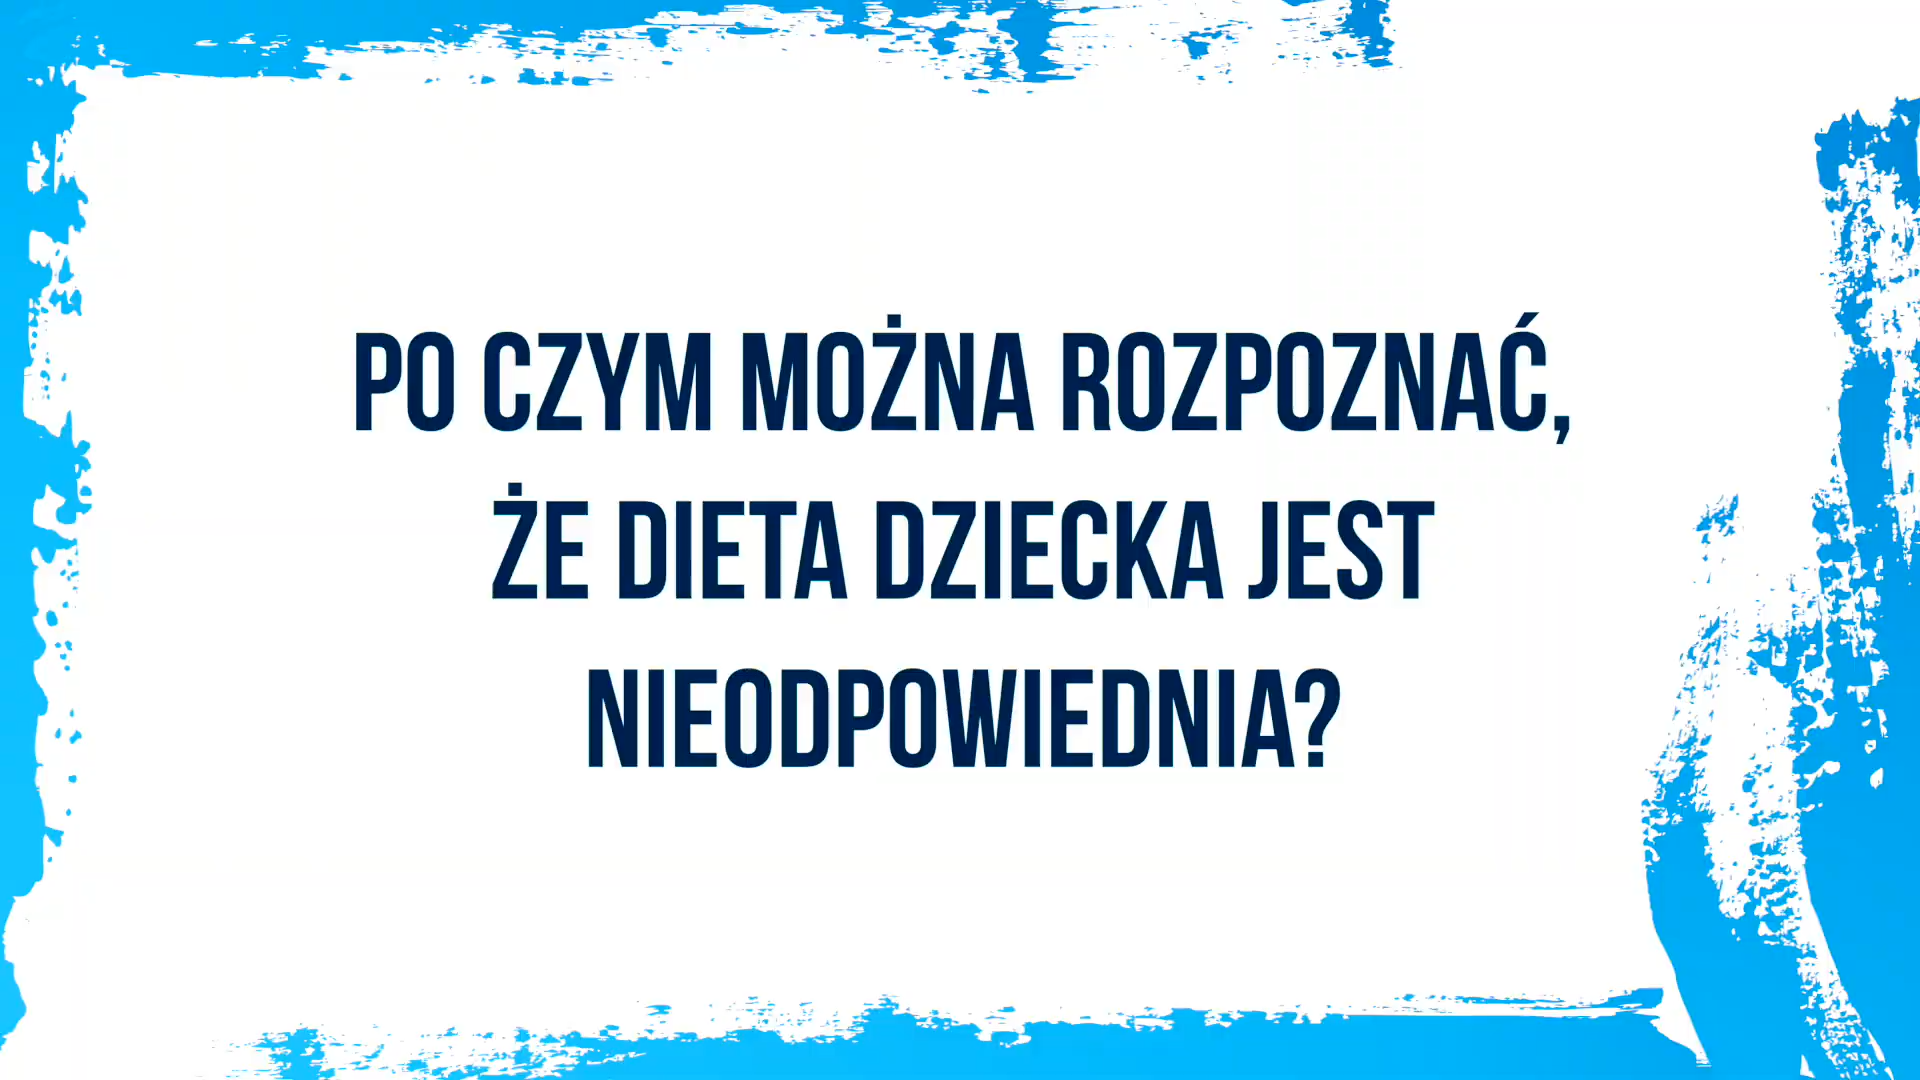 PO CZYM MOŻNA ROZPOZNAĆ,
ŻE DIETA DZIECKA JEST
NIEODPOWIEDNIA?